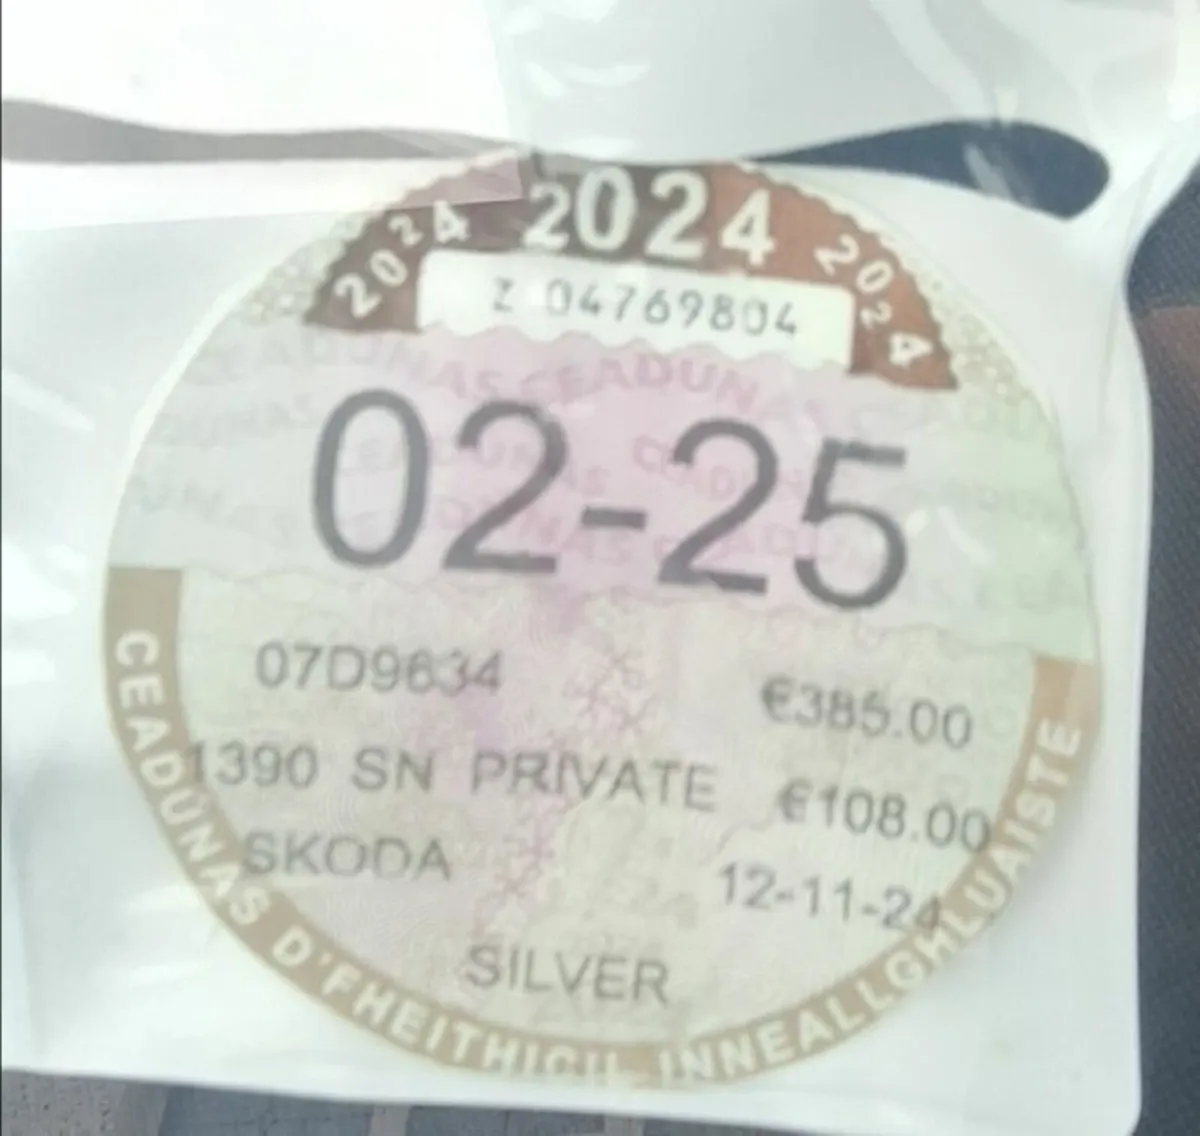 2024 2024 2024
Z 04769804
02-25
07D9634
€385.00
1390 SN PRIVATE
€108.00
SKODA
12-11-24
SILVER
CEADÚNAS D'FHEITHICIL INNEALLGHLUAISTE